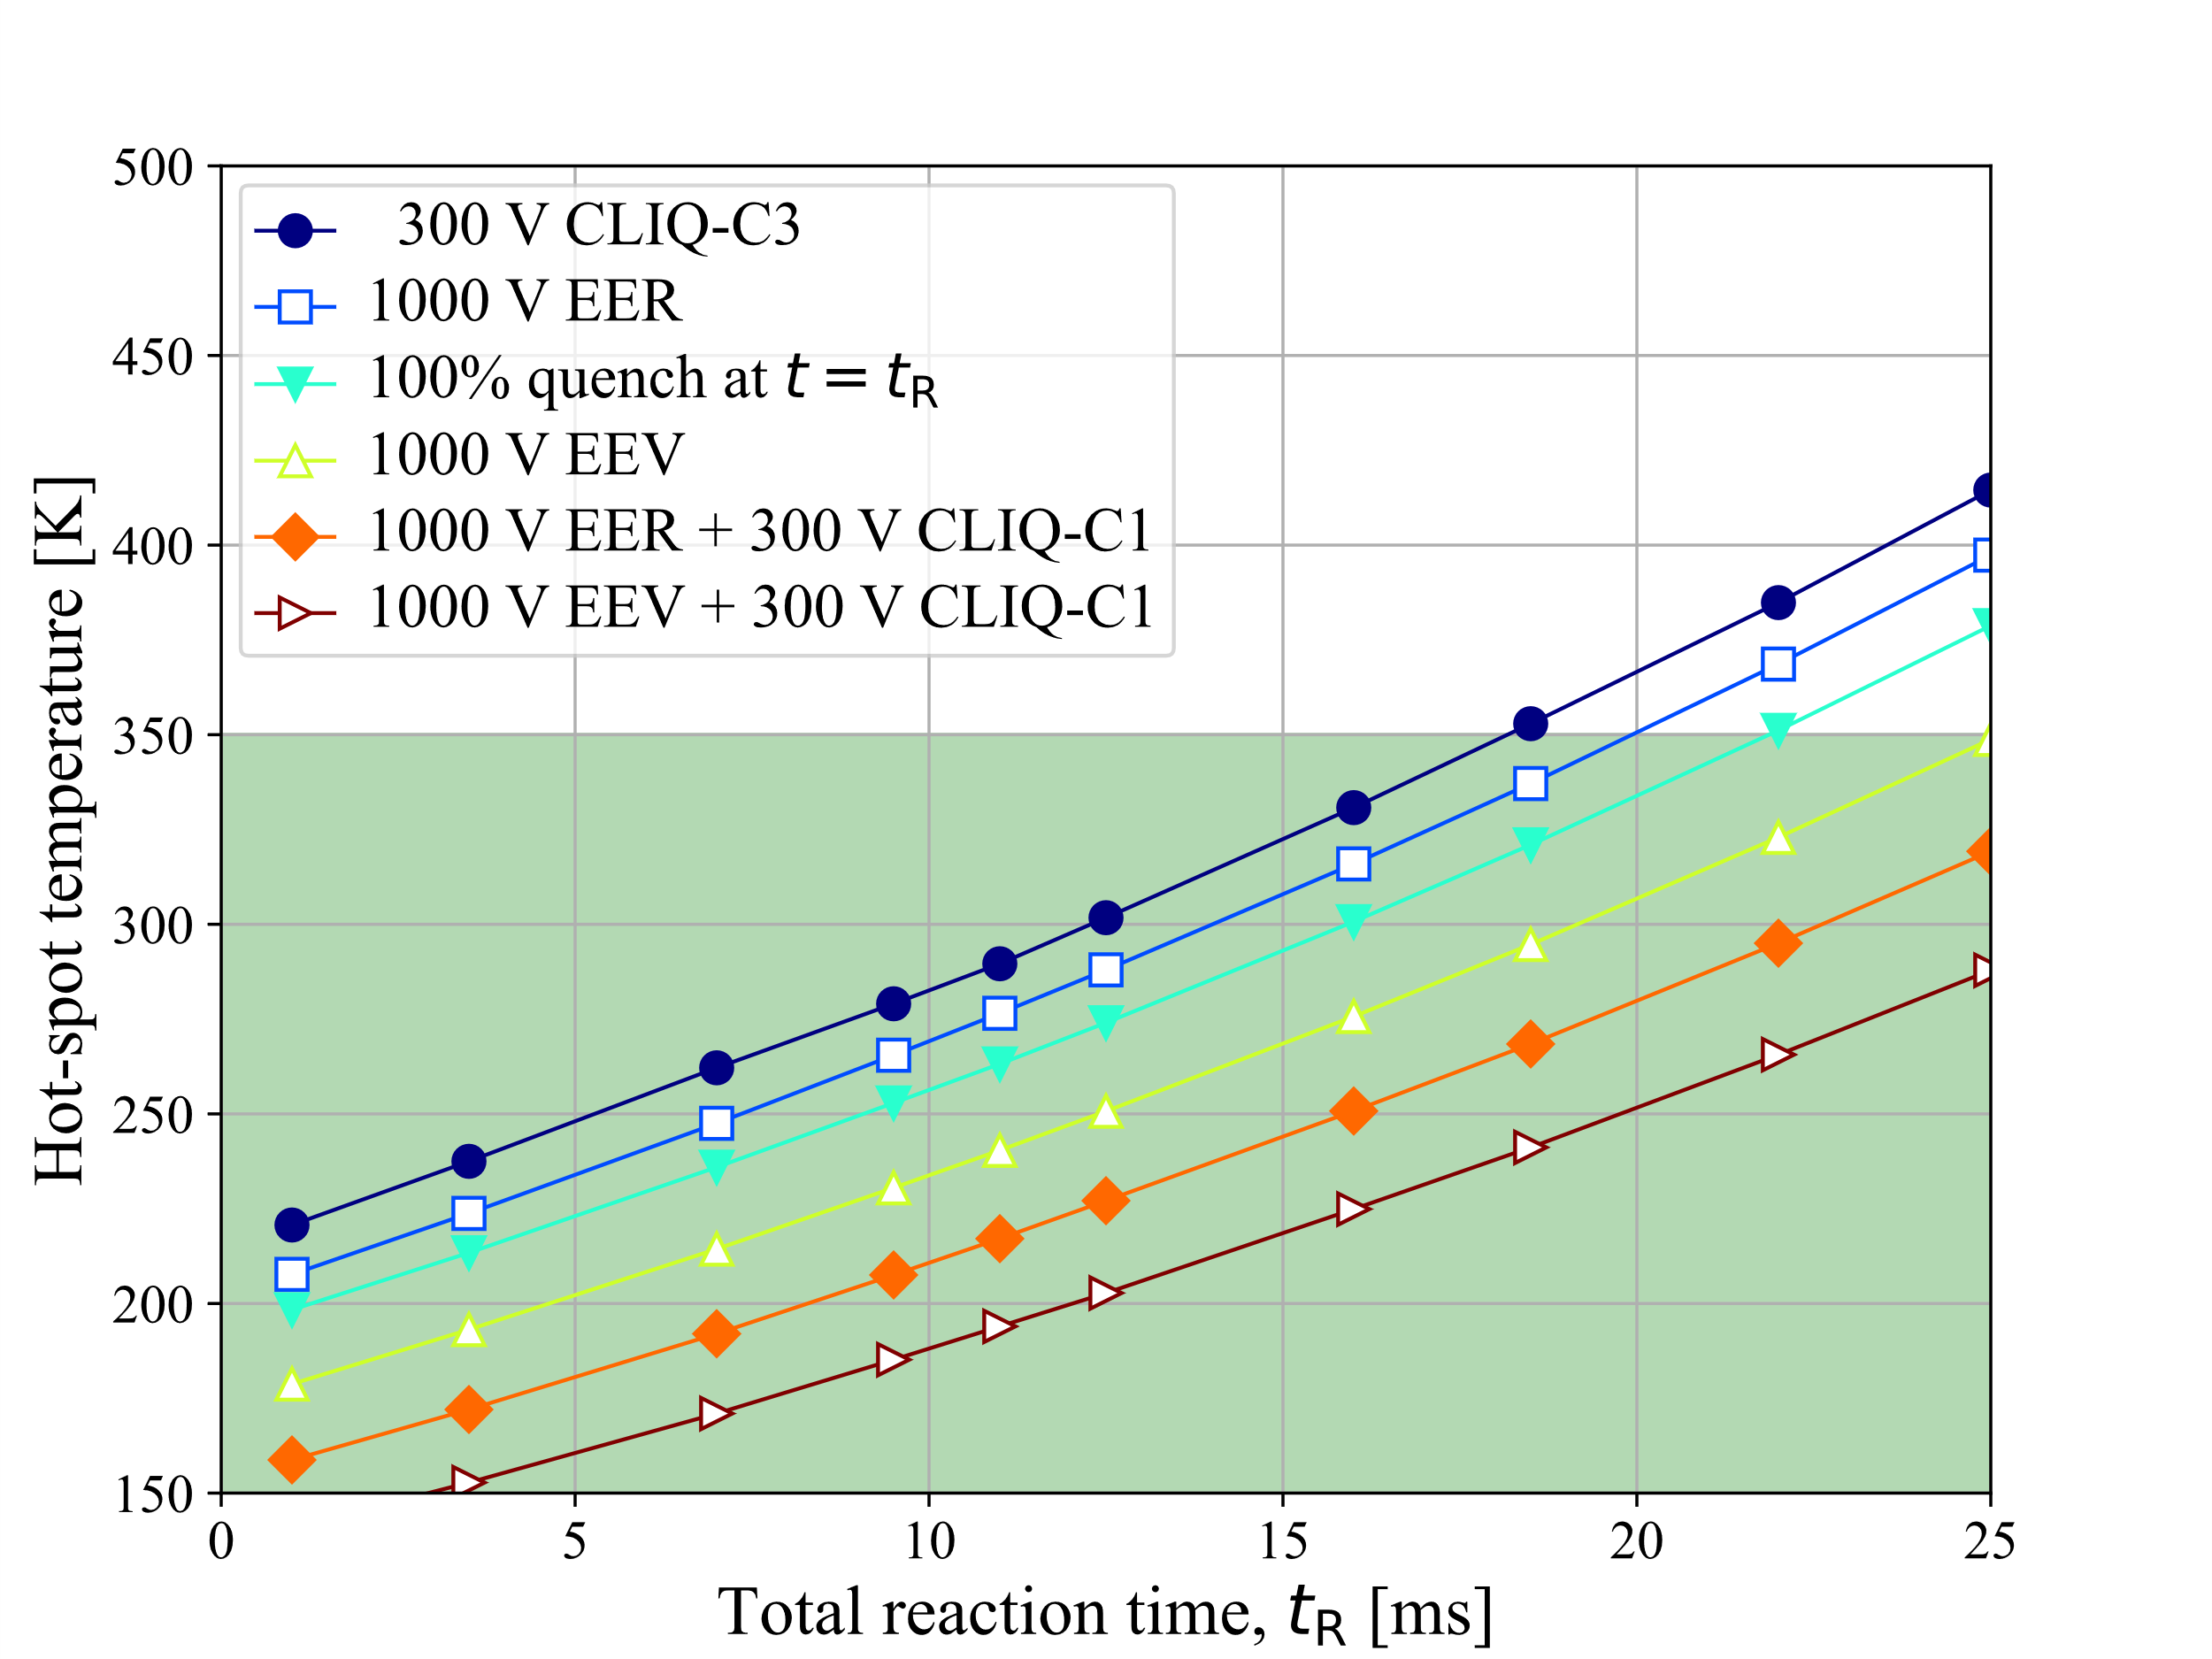 Hot-spot temperature [K]
500
450
400
350
300
250
200
150
300 V CLIQ-C3
1000 V EER
100% quench at t = tR
1000 V EEV
1000 V EER + 300 V CLIQ-C1
1000 V EEV + 300 V CLIQ-C1
0 5 10 15 20 25
Total reaction time, tR [ms]